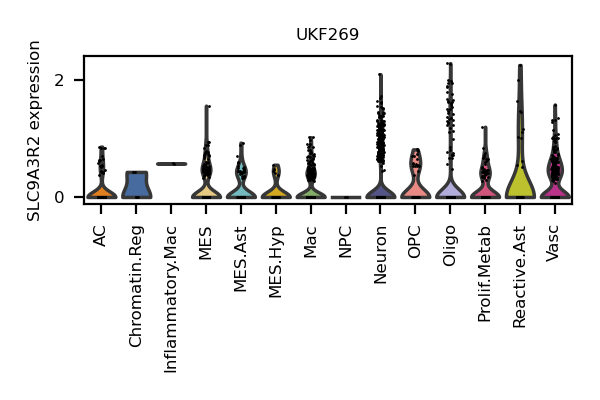 UKF269
SLC9A3R2 expression
2
0
AC
Chromatin.Reg
Inflammatory.Mac
MES
MES.Ast
MES.Hyp
Mac
NPC
Neuron
OPC
Oligo
Prolif.Metab
Reactive.Ast
Vasc